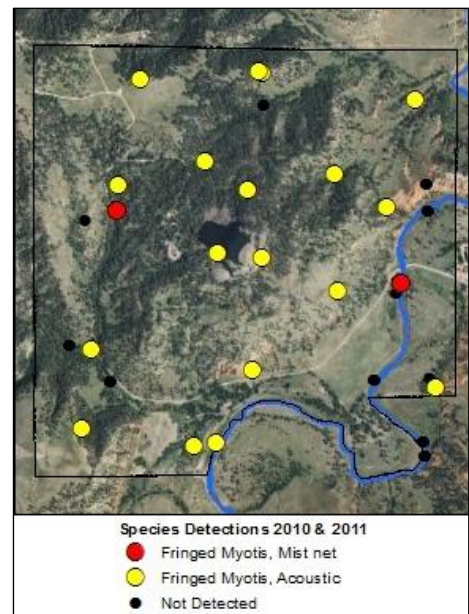 Species Detections 2010 & 2011
Fringed Myotis, Mist net
Fringed Myotis, Acoustic
Not Detected